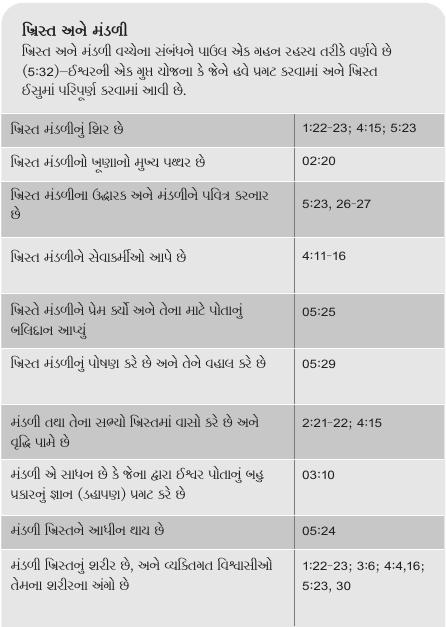 ખ્રિસ્ત અને મંડળી
ખ્રિસ્ત અને મંડળી વચ્ચેના સંબંધને પાઉલ એક ગહન રહસ્ય તરીકે વર્ણવે છે
(5:32)–ઈશ્વરની એક ગુપ્ત યોજના કે જેને હવે પ્રગટ કરવામાં અને ખ્રિસ્ત
ઈસુમાં પરિપૂર્ણ કરવામાં આવી છે.
ખ્રિસ્ત મંડળીનું શિર છે 1:22-23; 4:15; 5:23
ખ્રિસ્ત મંડળીનો ખૂણાનો મુખ્ય પથ્થર છે 02:20
ખ્રિસ્ત મંડળીના ઉદ્ધારક અને મંડળીને પવિત્ર કરનાર
છે 5:23, 26-27
ખ્રિસ્ત મંડળીને સેવાકર્મીઓ આપે છે 4:11-16
ખ્રિસ્તે મંડળીને પ્રેમ કર્યો અને તેના માટે પોતાનું
બલિદાન આપ્યું 05:25
ખ્રિસ્ત મંડળીનું પોષણ કરે છે અને તેને વહાલ કરે છે 05:29
મંડળી તથા તેના સભ્યો ખ્રિસ્તમાં વાસો કરે છે અને
વૃદ્ધિ પામે છે 2:21-22; 4:15
મંડળી એ સાધન છે કે જેના દ્વારા ઈશ્વર પોતાનું બહુ
પ્રકારનું જ્ઞાન (ડહાપણ) પ્રગટ કરે છે 03:10
મંડળી ખ્રિસ્તને આધીન થાય છે 05:24
મંડળી ખ્રિસ્તનું શરીર છે, અને વ્યક્તિગત વિશ્વાસીઓ 1:22-23; 3:6; 4:4,16;
તેમના શરીરના અંગો છે 5:23, 30